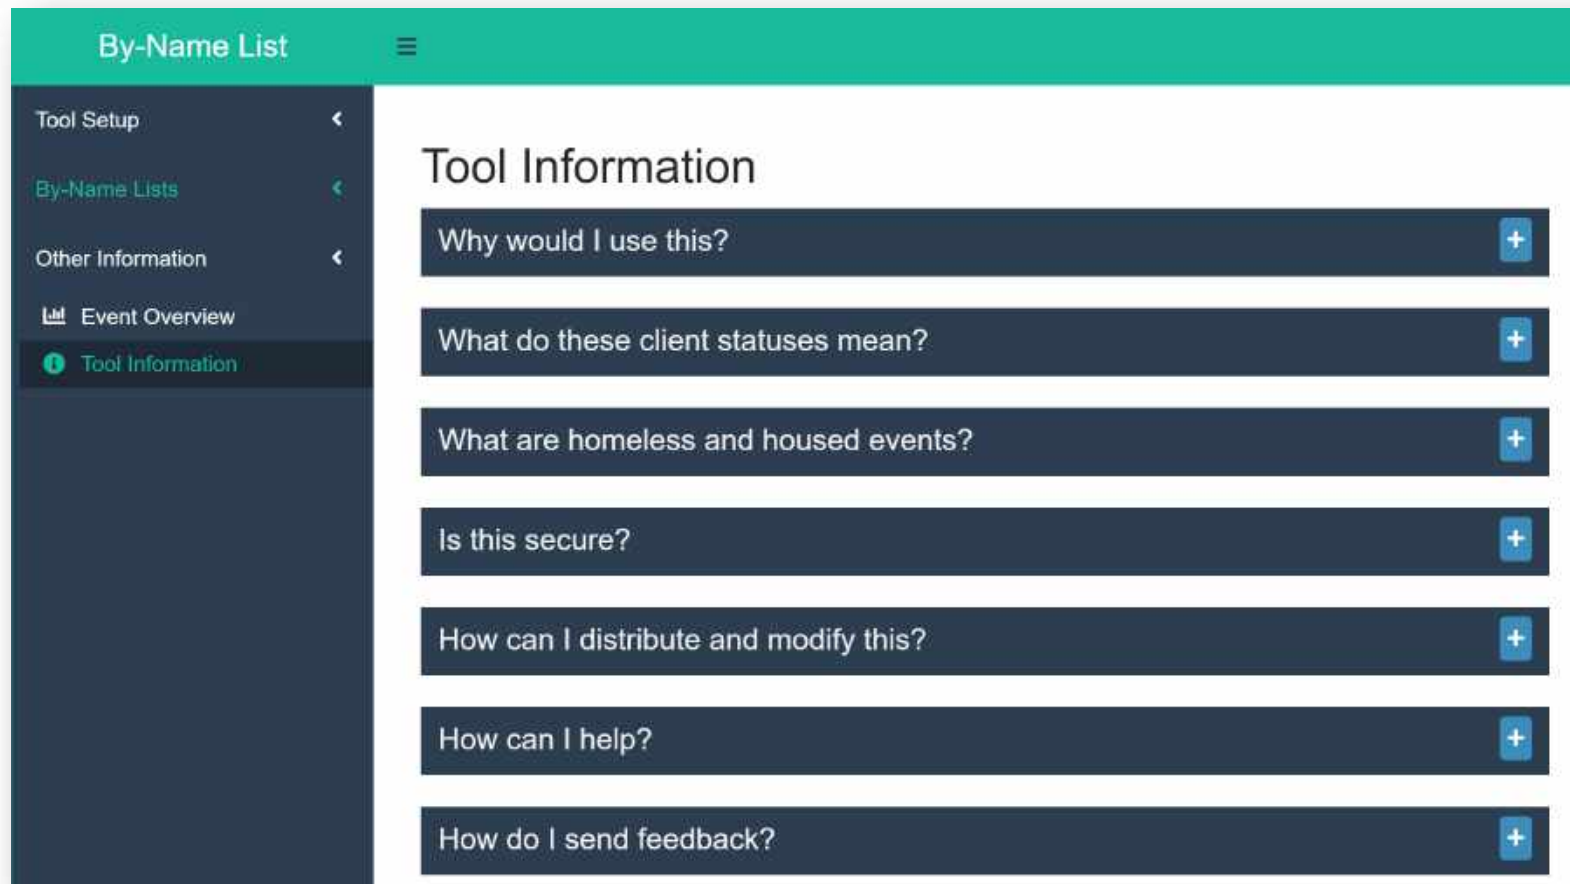 By-Name List
Tool Setup
By-Name Lists
Other Information
Event Overview
Tool Information
Tool Information
Why would I use this?
What do these client statuses mean?
What are homeless and housed events?
Is this secure?
How can I distribute and modify this?
How can I help?
How do I send feedback?